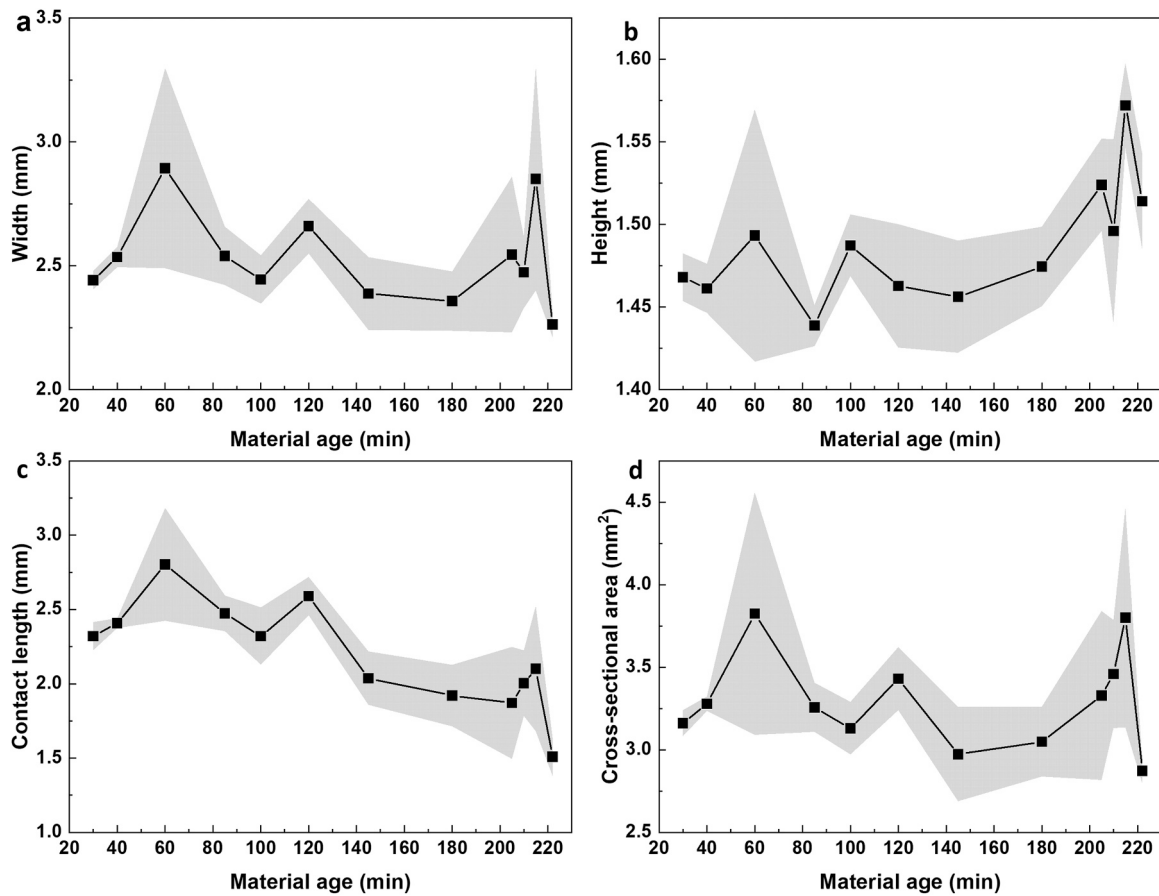 a
3.5
3.0
2.5
2.0
Width (mm)
20 40 60 80 100 120 140 160 180 200 220
Material age (min)
b
1.60
1.55
1.50
1.45
1.40
Height (mm)
20 40 60 80 100 120 140 160 180 200 220
Material age (min)
c
3.5
3.0
2.5
2.0
1.5
1.0
Contact length (mm)
20 40 60 80 100 120 140 160 180 200 220
Material age (min)
d
4.5
4.0
3.5
3.0
2.5
Cross-sectional area (mm²)
20 40 60 80 100 120 140 160 180 200 220
Material age (min)